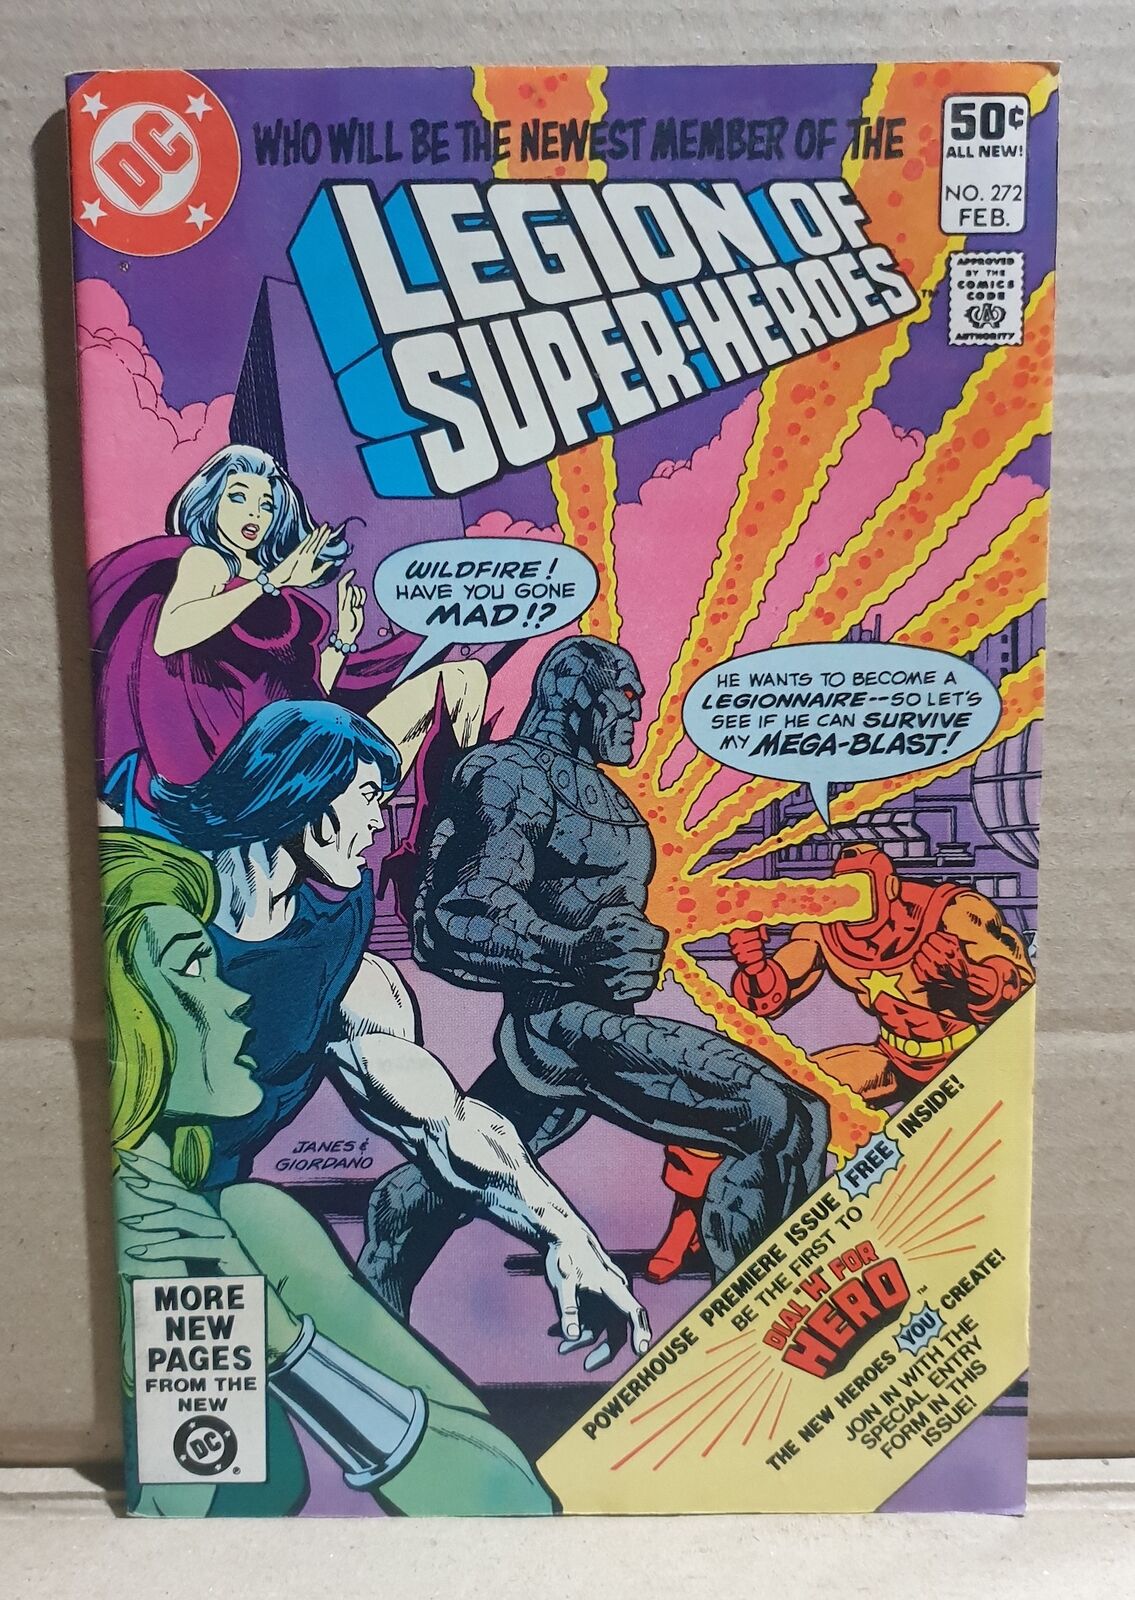 DC
WHO WILL BE THE NEWEST MEMBER OF THE
LEGION OF
SUPER-HEROES
TM
50¢
ALL NEW!
NO. 272
FEB.
APPROVED
BY THE
COMICS
CODE
CA
AUTHORITY
WILDFIRE!
HAVE YOU GONE
MAD!?
HE WANTS TO BECOME A
LEGIONNAIRE--SO LET'S
SEE IF HE CAN SURVIVE
MY MEGA-BLAST!
JANES &
GIORDANO
MORE
NEW
PAGES
FROM THE
NEW
DC
®
POWERHOUSE PREMIERE ISSUE FREE INSIDE!
BE THE FIRST TO
DIAL "H" FOR
HERO
TM
THE NEW HEROES YOU CREATE!
JOIN IN WITH THE
SPECIAL ENTRY
FORM IN THIS
ISSUE!